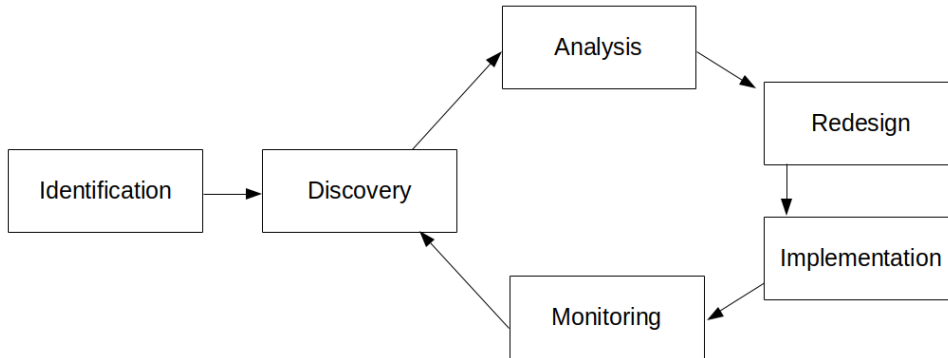 Identification
Discovery
Analysis
Redesign
Implementation
Monitoring